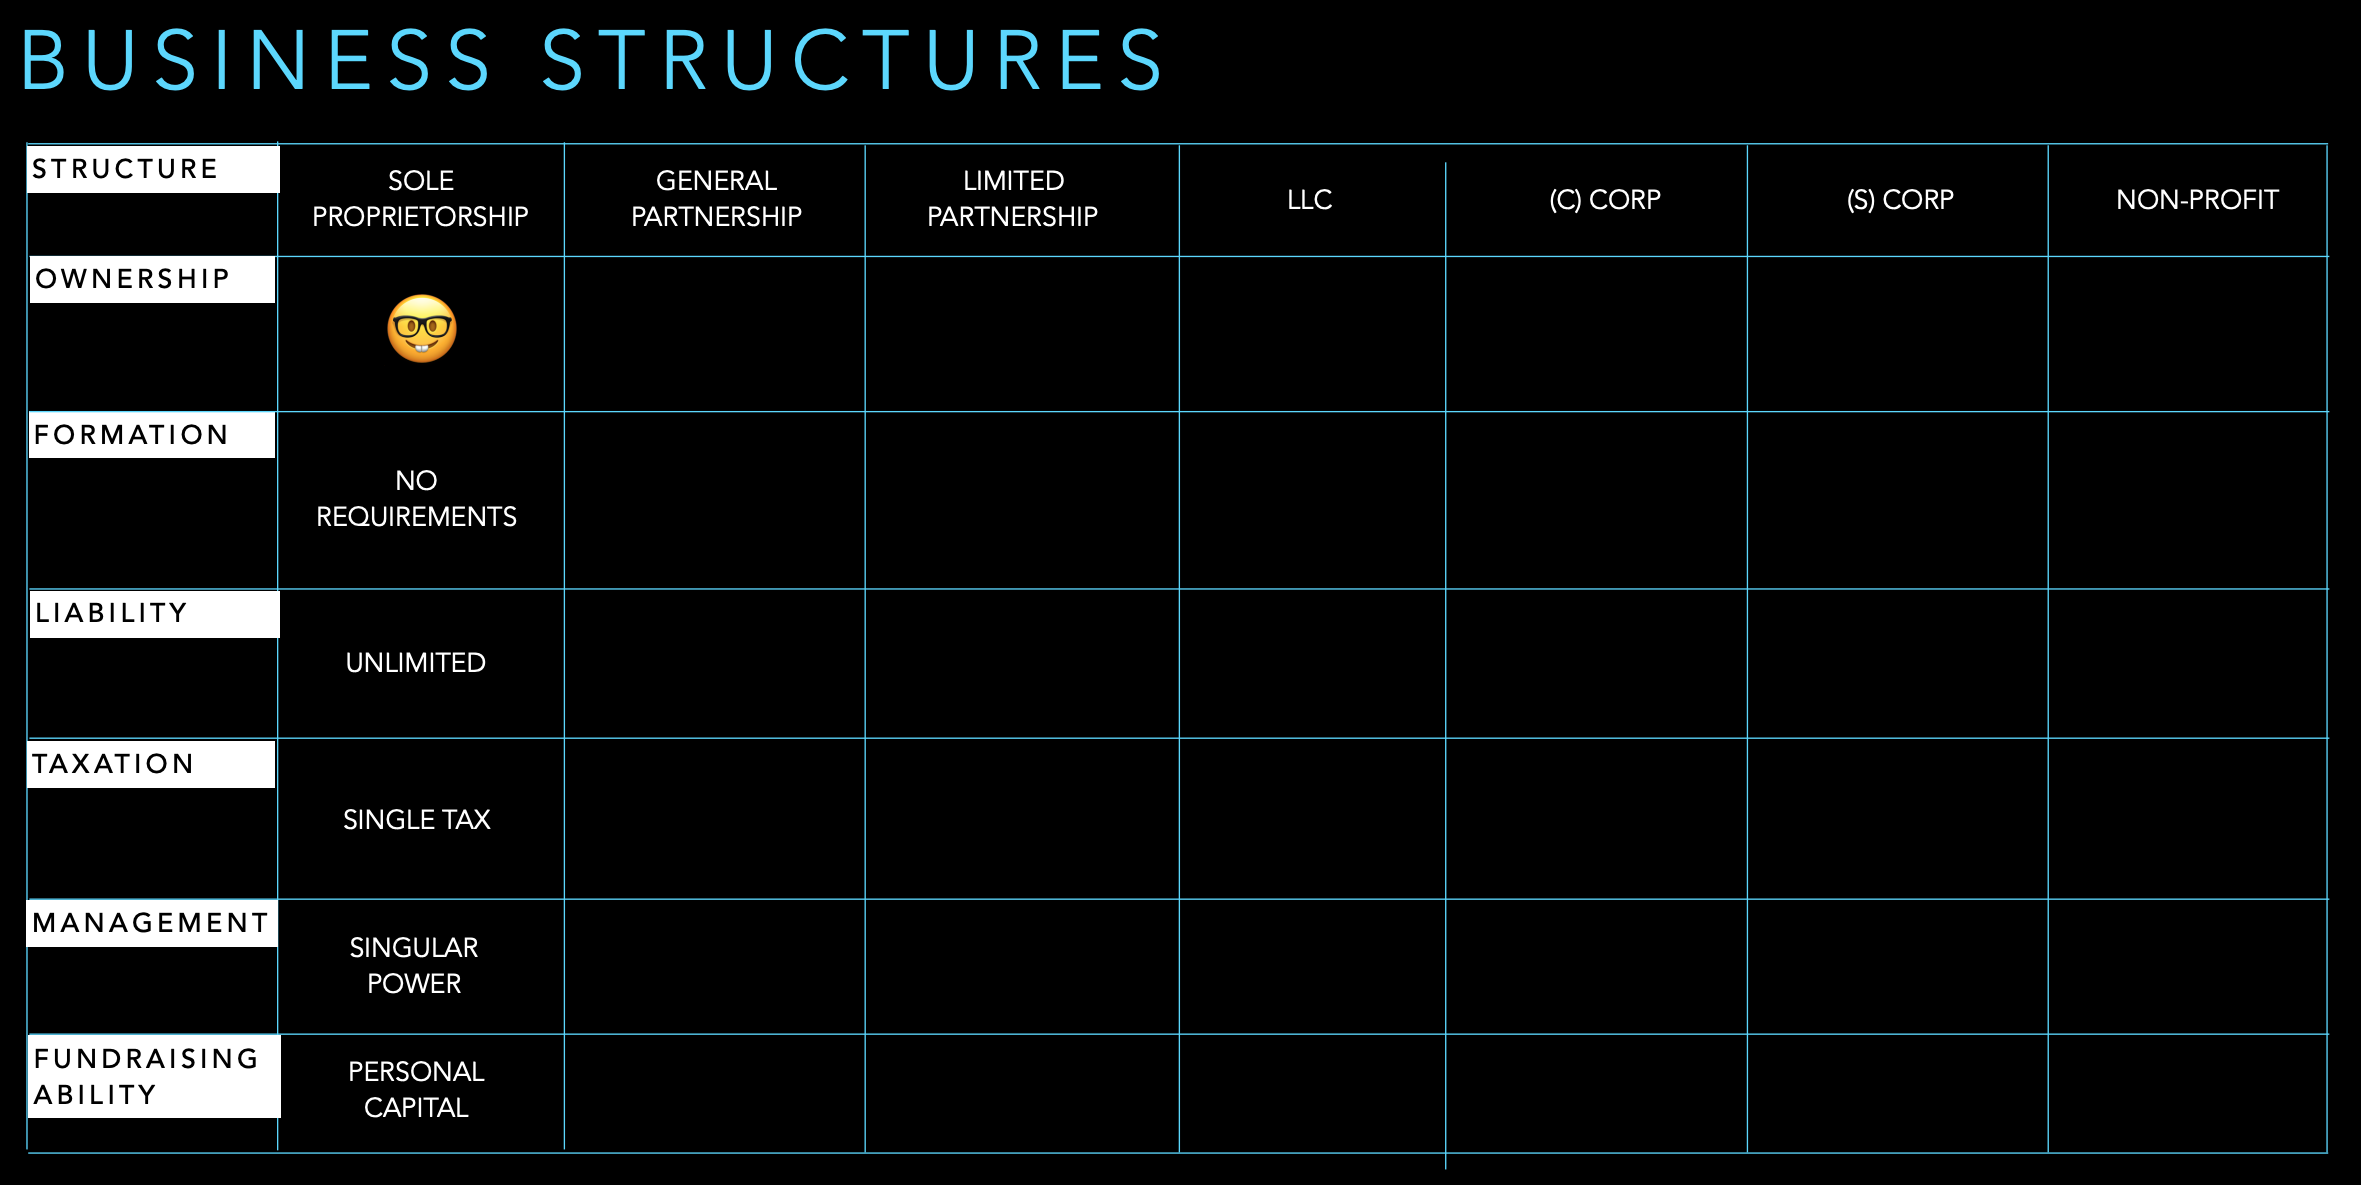 BUSINESS STRUCTURES
STRUCTURE
SOLE
PROPRIETORSHIP
GENERAL
PARTNERSHIP
LIMITED
PARTNERSHIP
LLC
(C) CORP
(S) CORP
NON-PROFIT
OWNERSHIP
FORMATION
NO
REQUIREMENTS
LIABILITY
UNLIMITED
TAXATION
SINGLE TAX
MANAGEMENT
SINGULAR
POWER
FUNDRAISING
ABILITY
PERSONAL
CAPITAL